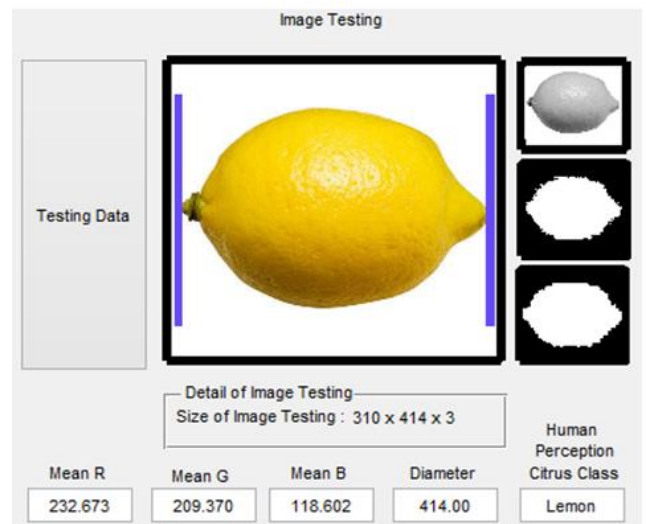 Image Testing
Testing Data
Detail of Image Testing
Size of Image Testing : 310 x 414 x 3
Human
Perception
Citrus Class
Mean R
Mean G
Mean B
Diameter
232.673
209.370
118.602
414.00
Lemon